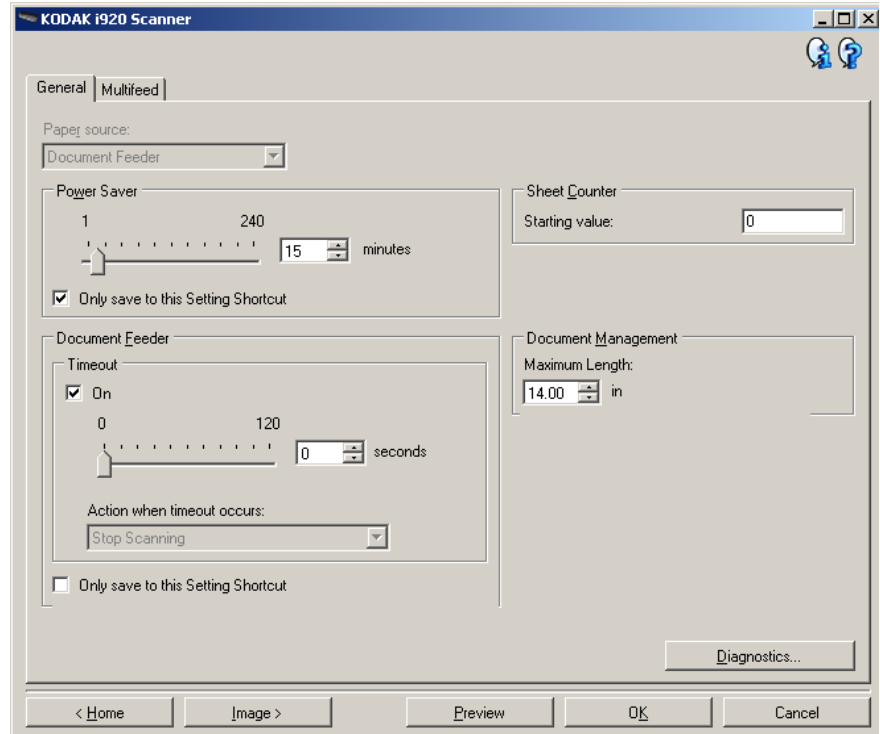 KODAK i920 Scanner
General
Multifeed
Paper source:
Document Feeder
Power Saver
1 240
15 minutes
Only save to this Setting Shortcut
Sheet Counter
Starting value: 0
Document Feeder
Timeout
On
0 120
0 seconds
Action when timeout occurs:
Stop Scanning
Only save to this Setting Shortcut
Document Management
Maximum Length:
14.00 in
Diagnostics...
< Home
Image >
Preview
OK
Cancel